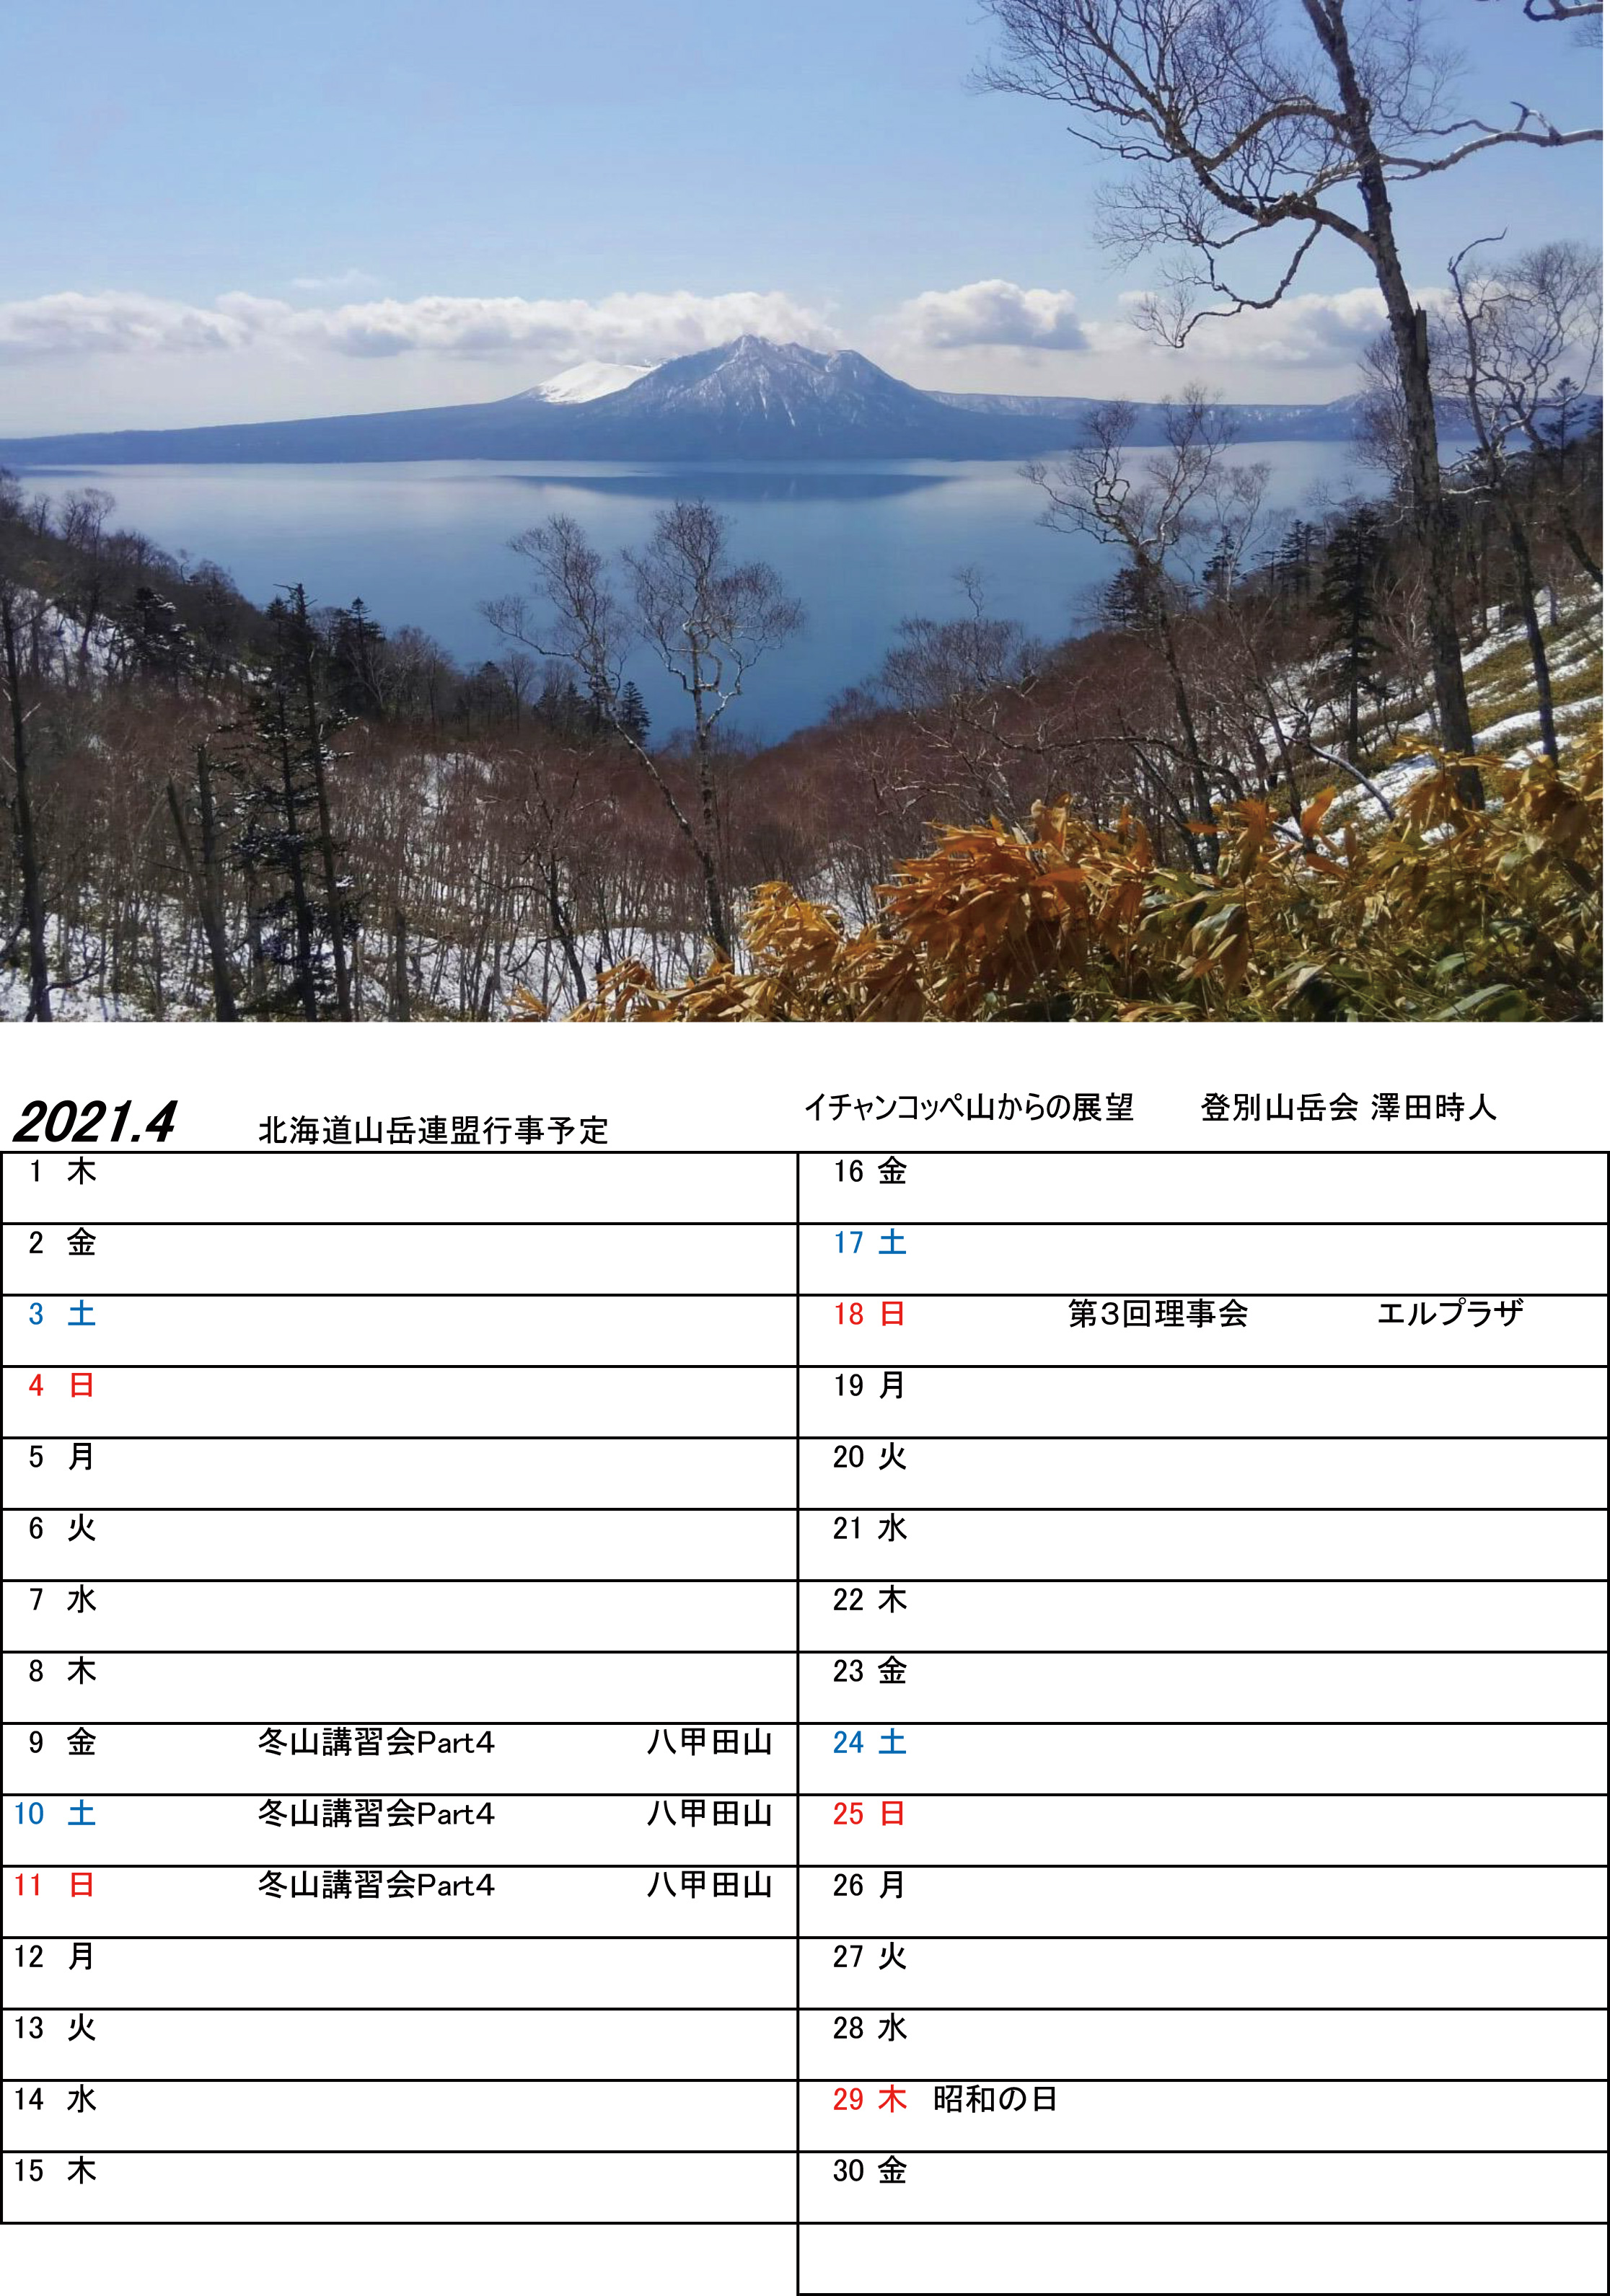 2021.4 北海道山岳連盟行事予定 イチャンコッペ山からの展望 登別山岳会 澤田時人
1 木
2 金
3 土
4 日
5 月
6 火
7 水
8 木
9 金 冬山講習会Part4 八甲田山
10 土 冬山講習会Part4 八甲田山
11 日 冬山講習会Part4 八甲田山
12 月
13 火
14 水
15 木
16 金
17 土
18 日 第3回理事会 エルプラザ
19 月
20 火
21 水
22 木
23 金
24 土
25 日
26 月
27 火
28 水
29 木 昭和の日
30 金